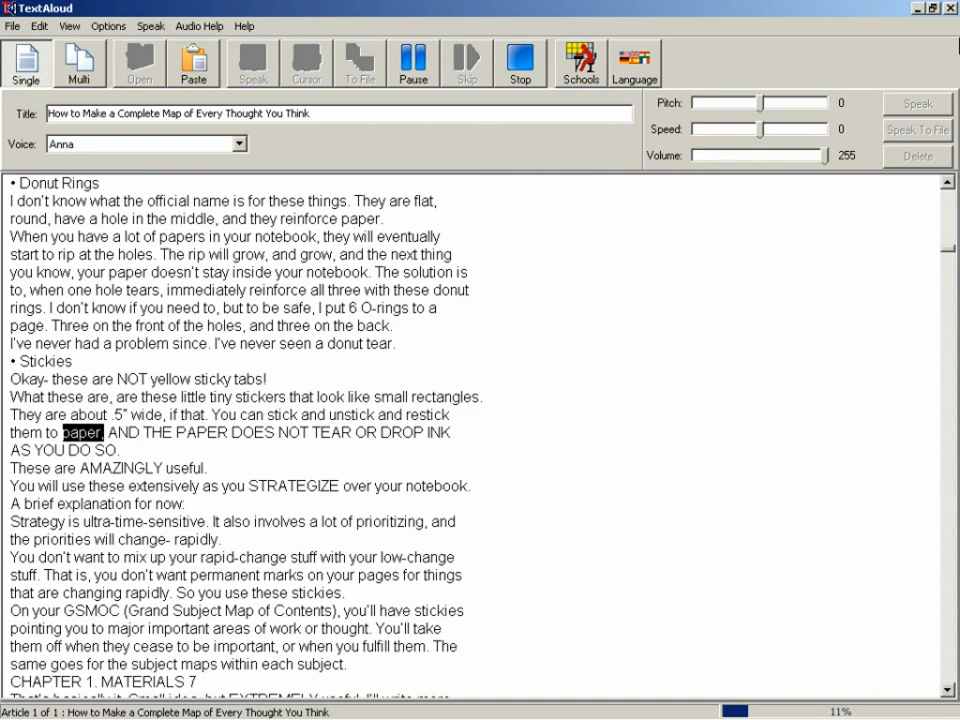 TextAloud
File Edit View Options Speak Audio Help Help
Single Multi Open Paste Speak Cursor To File Pause Skip Stop Schools Language
Title: How to Make a Complete Map of Every Thought You Think
Voice: Anna
Pitch: 0 Speak
Speed: 0 Speak To File
Volume: 255 Delete
• Donut Rings
I don't know what the official name is for these things. They are flat,
round, have a hole in the middle, and they reinforce paper.
When you have a lot of papers in your notebook, they will eventually
start to rip at the holes. The rip will grow, and grow, and the next thing
you know, your paper doesn't stay inside your notebook. The solution is
to, when one hole tears, immediately reinforce all three with these donut
rings. I don't know if you need to, but to be safe, I put 6 O-rings to a
page. Three on the front of the holes, and three on the back.
I've never had a problem since. I've never seen a donut tear.
• Stickies
Okay- these are NOT yellow sticky tabs!
What these are, are these little tiny stickers that look like small rectangles.
They are about .5" wide, if that. You can stick and unstick and restick
them to paper, AND THE PAPER DOES NOT TEAR OR DROP INK
AS YOU DO SO.
These are AMAZINGLY useful.
You will use these extensively as you STRATEGIZE over your notebook.
A brief explanation for now:
Strategy is ultra-time-sensitive. It also involves a lot of prioritizing, and
the priorities will change- rapidly.
You don't want to mix up your rapid-change stuff with your low-change
stuff. That is, you don't want permanent marks on your pages for things
that are changing rapidly. So you use these stickies.
On your GSMOC (Grand Subject Map of Contents), you'll have stickies
pointing you to major important areas of work or thought. You'll take
them off when they cease to be important, or when you fulfill them. The
same goes for the subject maps within each subject.
CHAPTER 1. MATERIALS 7
That's basically it. Small idea, but EXTREMELY useful. I'll write more
Article 1 of 1 : How to Make a Complete Map of Every Thought You Think 11%